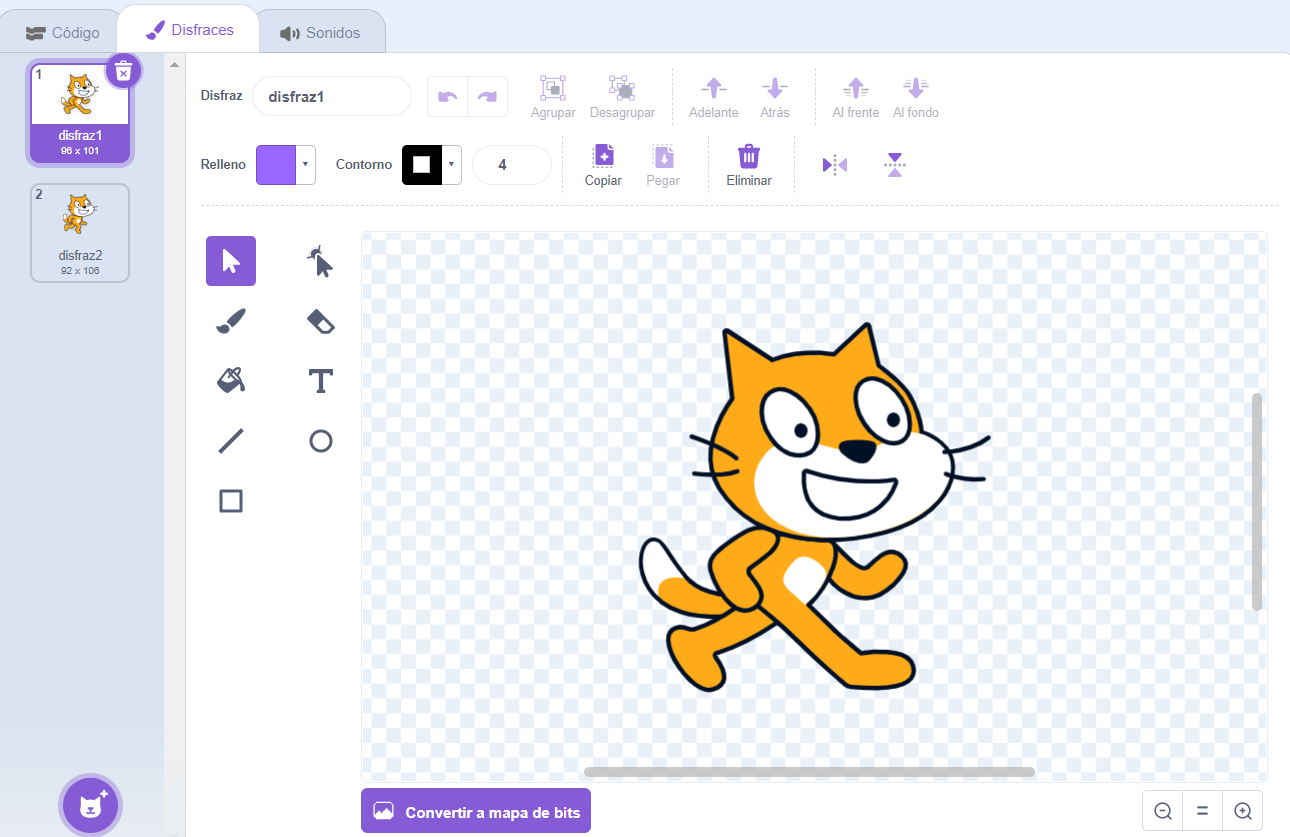 Código
Disfraces
Sonidos
1
disfraz1
96 x 101
2
disfraz2
92 x 106
Disfraz
disfraz1
Agrupar
Desagrupar
Adelante
Atrás
Al frente
Al fondo
Relleno
Contorno
4
Copiar
Pegar
Eliminar
T
Convertir a mapa de bits